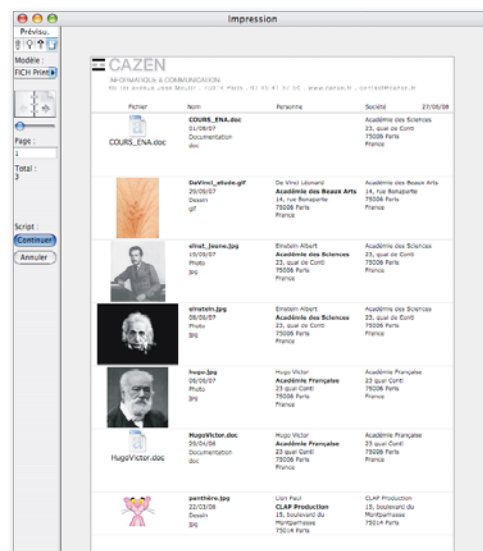 Impression
Prévisu.
Modèle :
FICH Print
Page :
1
Total :
3
Script :
Continuer
Annuler
CAZEN
INFORMATIQUE & COMMUNICATION
Fichier Nom Personne Société 27/06/08
COURS_ENA.doc
COURS_ENA.doc
01/08/07
Documentation
doc
Académie des Sciences
23, quai de Conti
75006 Paris
France
DaVinci_etude.gif
29/09/07
Dessin
gif
De Vinci Léonard
Académie des Beaux Arts
14, rue Bonaparte
75006 Paris
France
Académie des Beaux Arts
14, rue Bonaparte
75006 Paris
France
einst_jeune.jpg
19/09/07
Photo
jpg
Einstein Albert
Académie des Sciences
23, quai de Conti
75006 Paris
France
Académie des Sciences
23, quai de Conti
75006 Paris
France
einstein.jpg
08/06/07
Photo
jpg
Einstein Albert
Académie des Sciences
23, quai de Conti
75006 Paris
France
Académie des Sciences
23, quai de Conti
75006 Paris
France
hugo.jpg
06/06/07
Photo
jpg
Hugo Victor
Académie Française
23 quai Conti
75006 Paris
France
Académie Française
23 quai Conti
75006 Paris
France
HugoVictor.doc
HugoVictor.doc
29/04/06
Documentation
doc
Hugo Victor
Académie Française
23 quai Conti
75006 Paris
France
Académie Française
23 quai Conti
75006 Paris
France
panthère.jpg
22/03/08
Dessin
jpg
Lion Paul
CLAP Production
15, boulevard du
Montparnasse
75014 Paris
CLAP Production
15, boulevard du
Montparnasse
75014 Paris